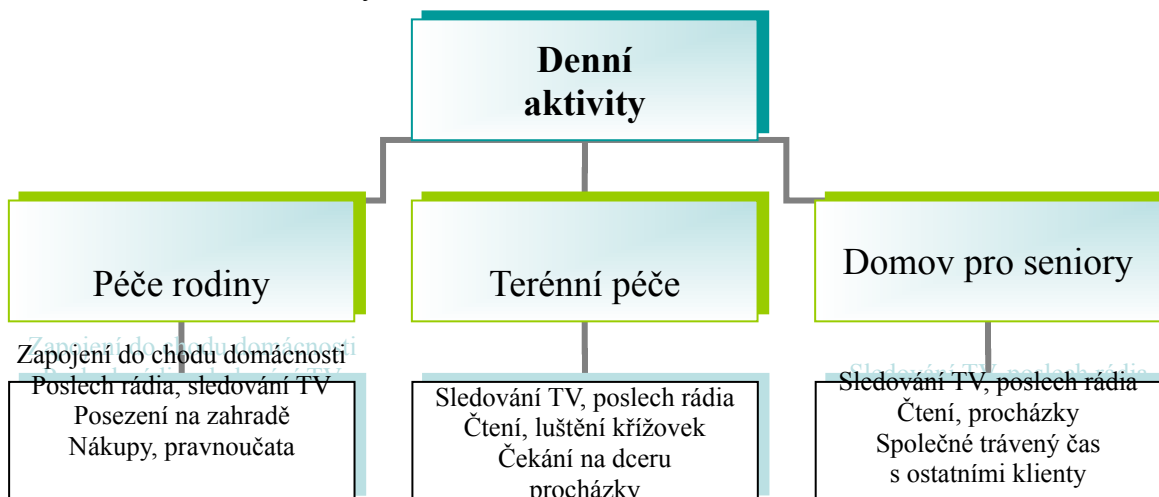 Denní
aktivity
Péče rodiny
Terénní péče
Domov pro seniory
Zapojení do chodu domácnosti
Poslech rádia, sledování TV
Posezení na zahradě
Nákupy, pravnoučata
Sledování TV, poslech rádia
Čtení, luštění křížovek
Čekání na dceru
procházky
Sledování TV, poslech rádia
Čtení, procházky
Společné trávený čas
s ostatními klienty